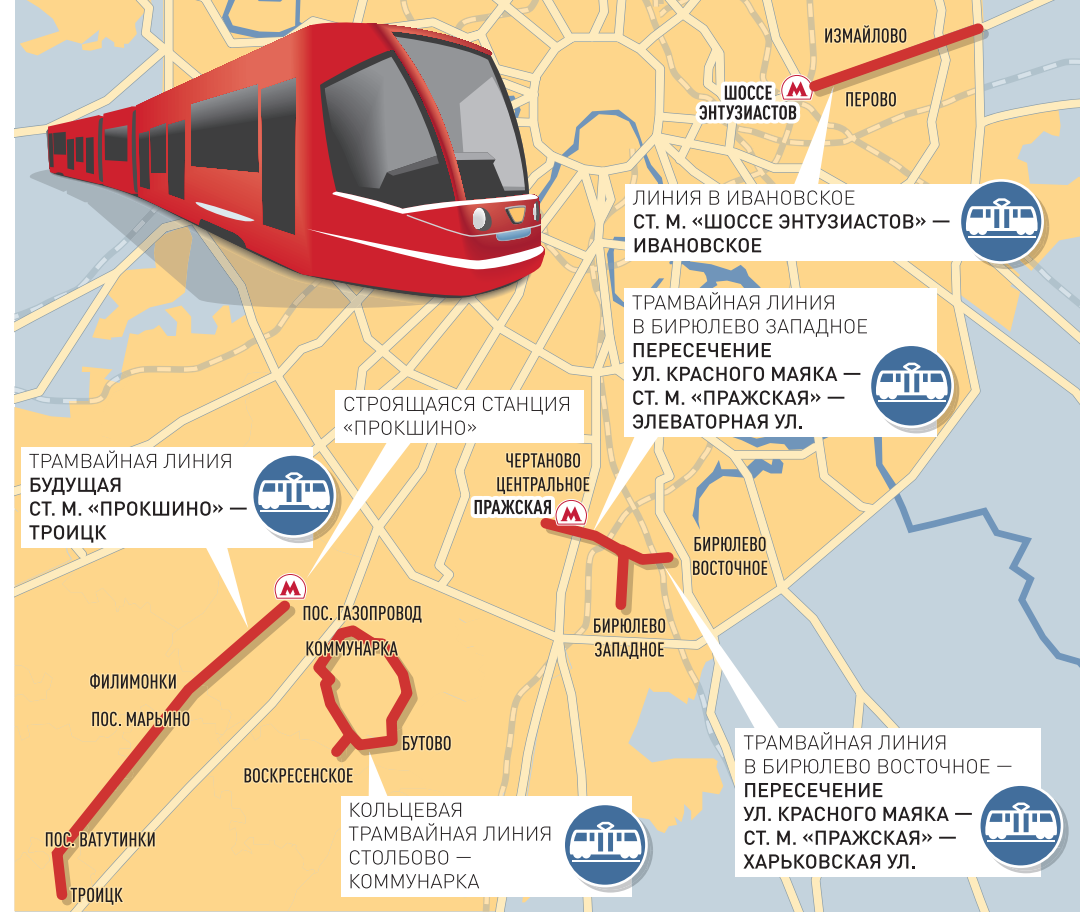 ИЗМАЙЛОВО
М
ШОССЕ
ЭНТУЗИАСТОВ
ПЕРОВО
ЛИНИЯ В ИВАНОВСКОЕ
СТ. М. «ШОССЕ ЭНТУЗИАСТОВ» —
ИВАНОВСКОЕ
ТРАМВАЙНАЯ ЛИНИЯ
В БИРЮЛЕВО ЗАПАДНОЕ
ПЕРЕСЕЧЕНИЕ
УЛ. КРАСНОГО МАЯКА —
СТ. М. «ПРАЖСКАЯ» —
ЭЛЕВАТОРНАЯ УЛ.
СТРОЯЩАЯСЯ СТАНЦИЯ
«ПРОКШИНО»
ТРАМВАЙНАЯ ЛИНИЯ
БУДУЩАЯ
СТ. М. «ПРОКШИНО» —
ТРОИЦК
ЧЕРТАНОВО
ЦЕНТРАЛЬНОЕ
ПРАЖСКАЯ
М
БИРЮЛЕВО
ВОСТОЧНОЕ
БИРЮЛЕВО
ЗАПАДНОЕ
М
ПОС. ГАЗОПРОВОД
КОММУНАРКА
ФИЛИМОНКИ
ПОС. МАРЬИНО
БУТОВО
ВОСКРЕСЕНСКОЕ
ПОС. ВАТУТИНКИ
ТРОИЦК
КОЛЬЦЕВАЯ
ТРАМВАЙНАЯ ЛИНИЯ
СТОЛБОВО —
КОММУНАРКА
ТРАМВАЙНАЯ ЛИНИЯ
В БИРЮЛЕВО ВОСТОЧНОЕ —
ПЕРЕСЕЧЕНИЕ
УЛ. КРАСНОГО МАЯКА —
СТ. М. «ПРАЖСКАЯ» —
ХАРЬКОВСКАЯ УЛ.